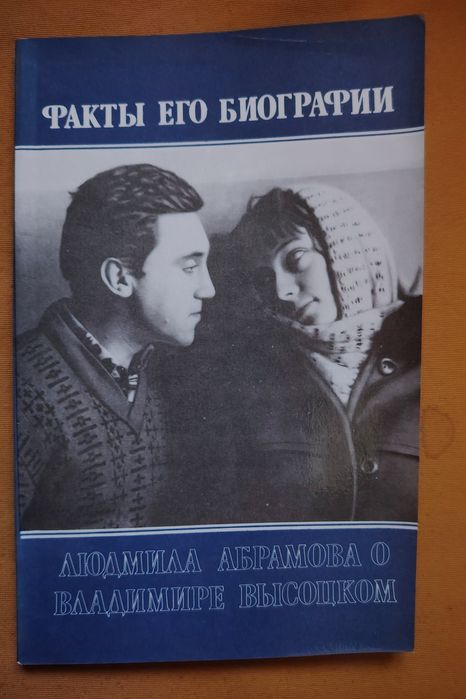 ФАКТЫ ЕГО БИОГРАФИИ
ЛЮДМИЛА АБРАМОВА О
ВЛАДИМИРЕ ВЫСОЦКОМ